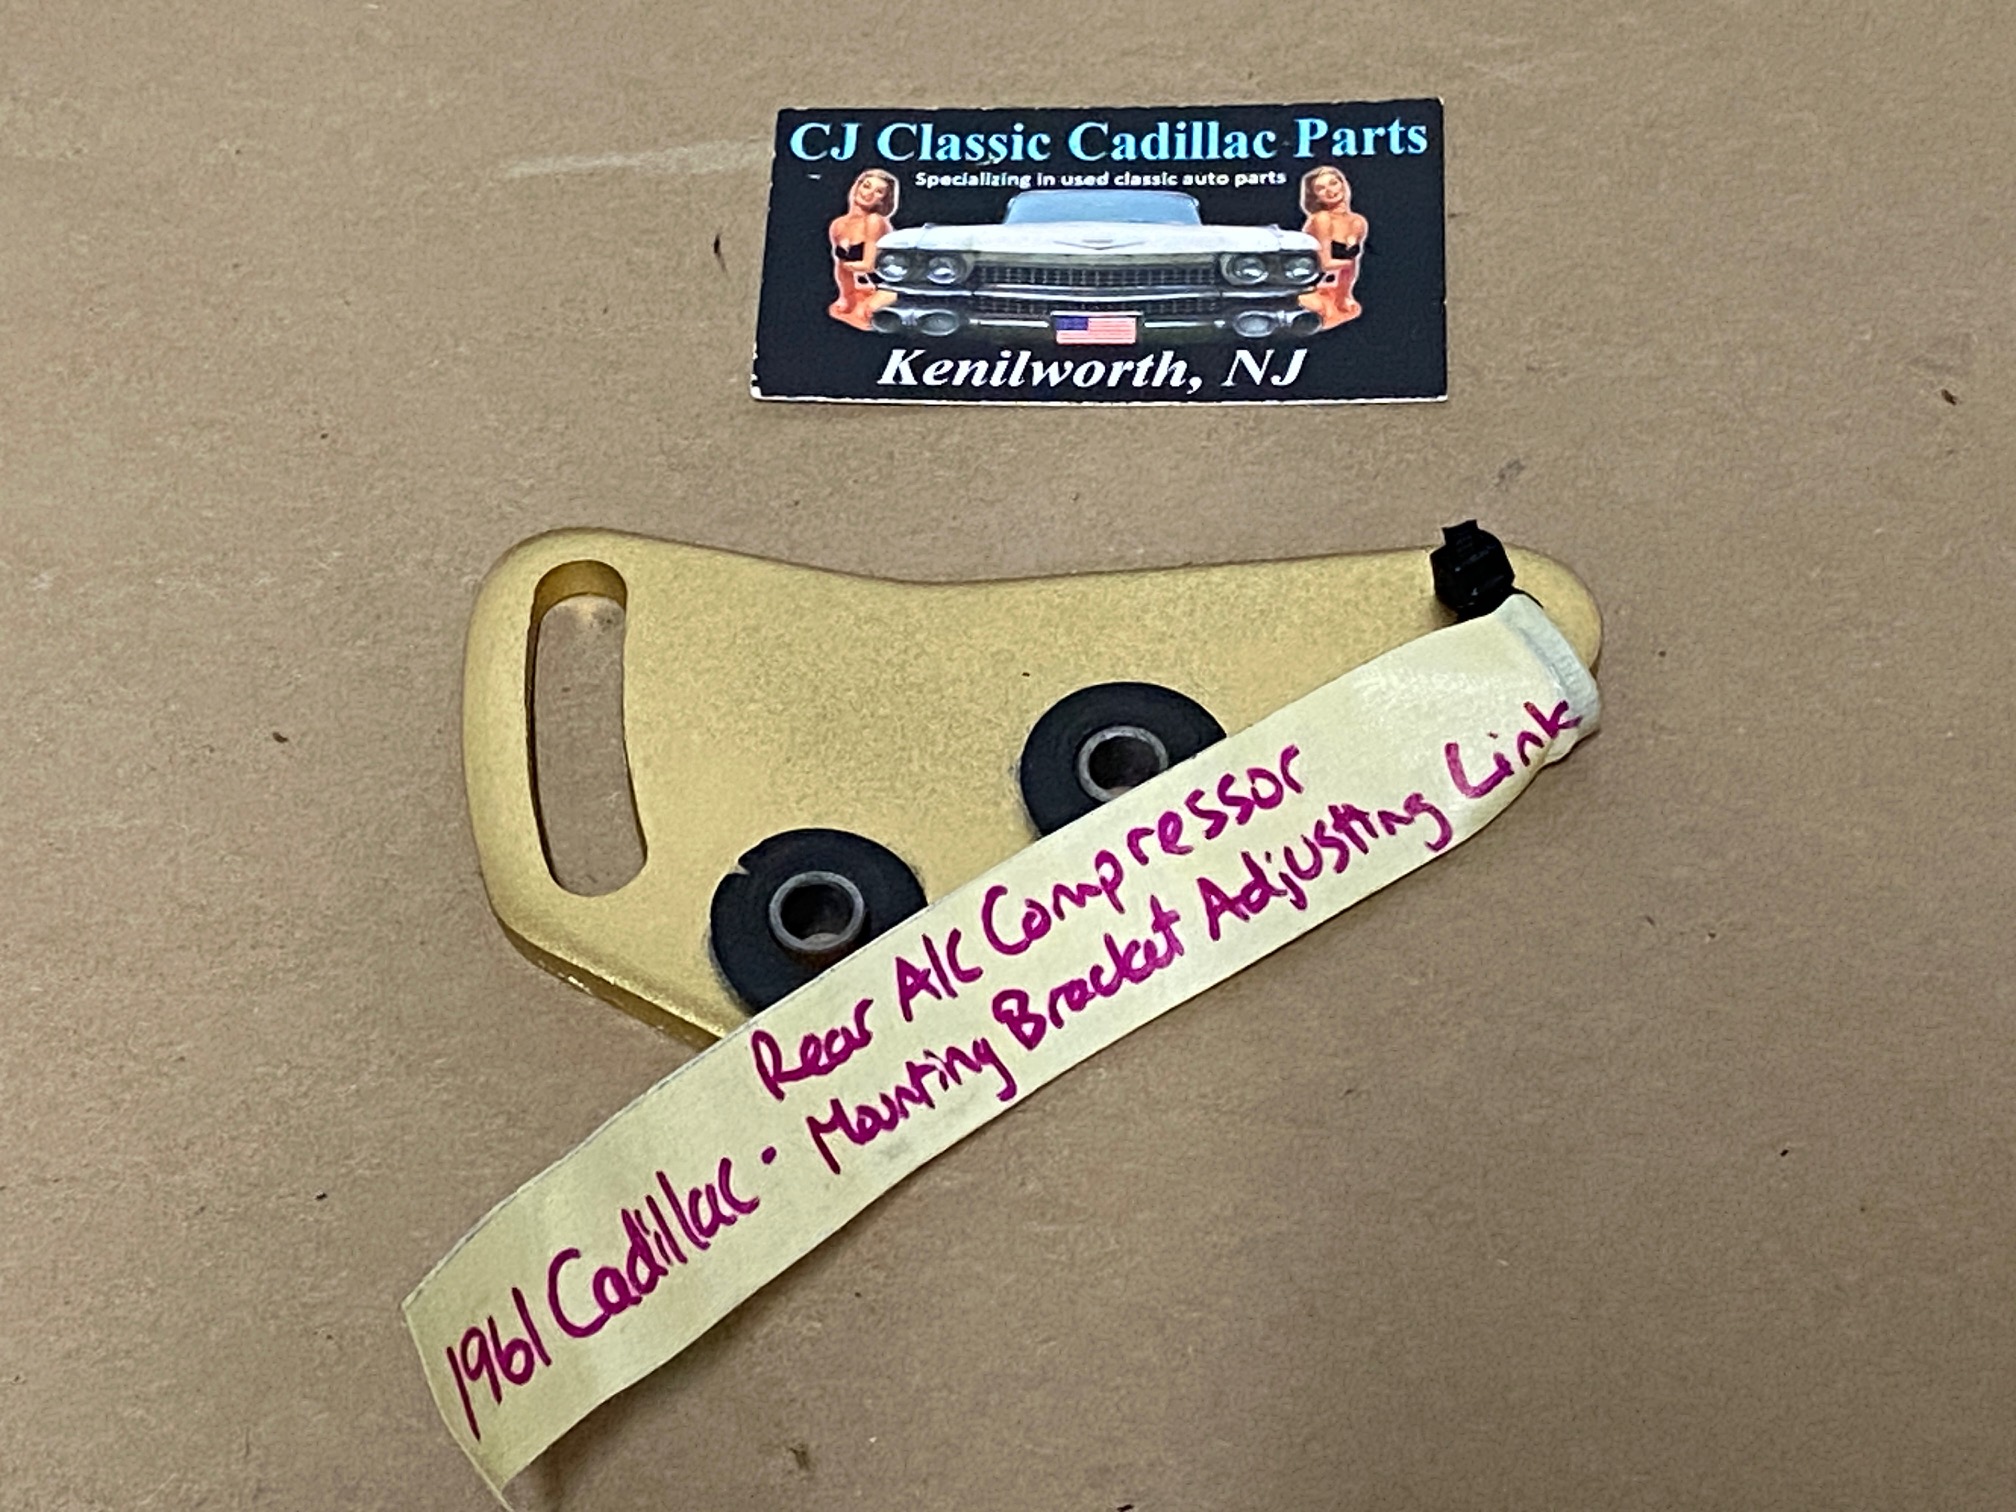 CJ Classic Cadillac Parts
Specializing in used classic auto parts
Kenilworth, NJ
Rear A/C Compressor
1961 Cadillac - Mounting Bracket Adjusting Link